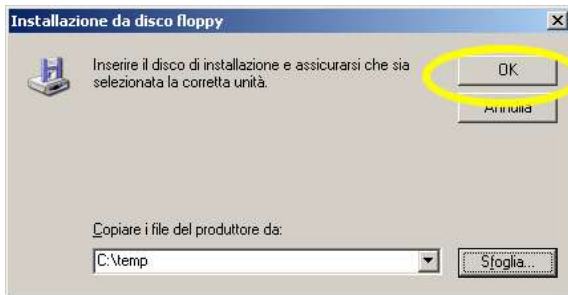 Installazione da disco floppy
Inserire il disco di installazione e assicurarsi che sia
selezionata la corretta unità.
OK
Annulla
Copiare i file del produttore da:
C:\temp
Sfoglia...